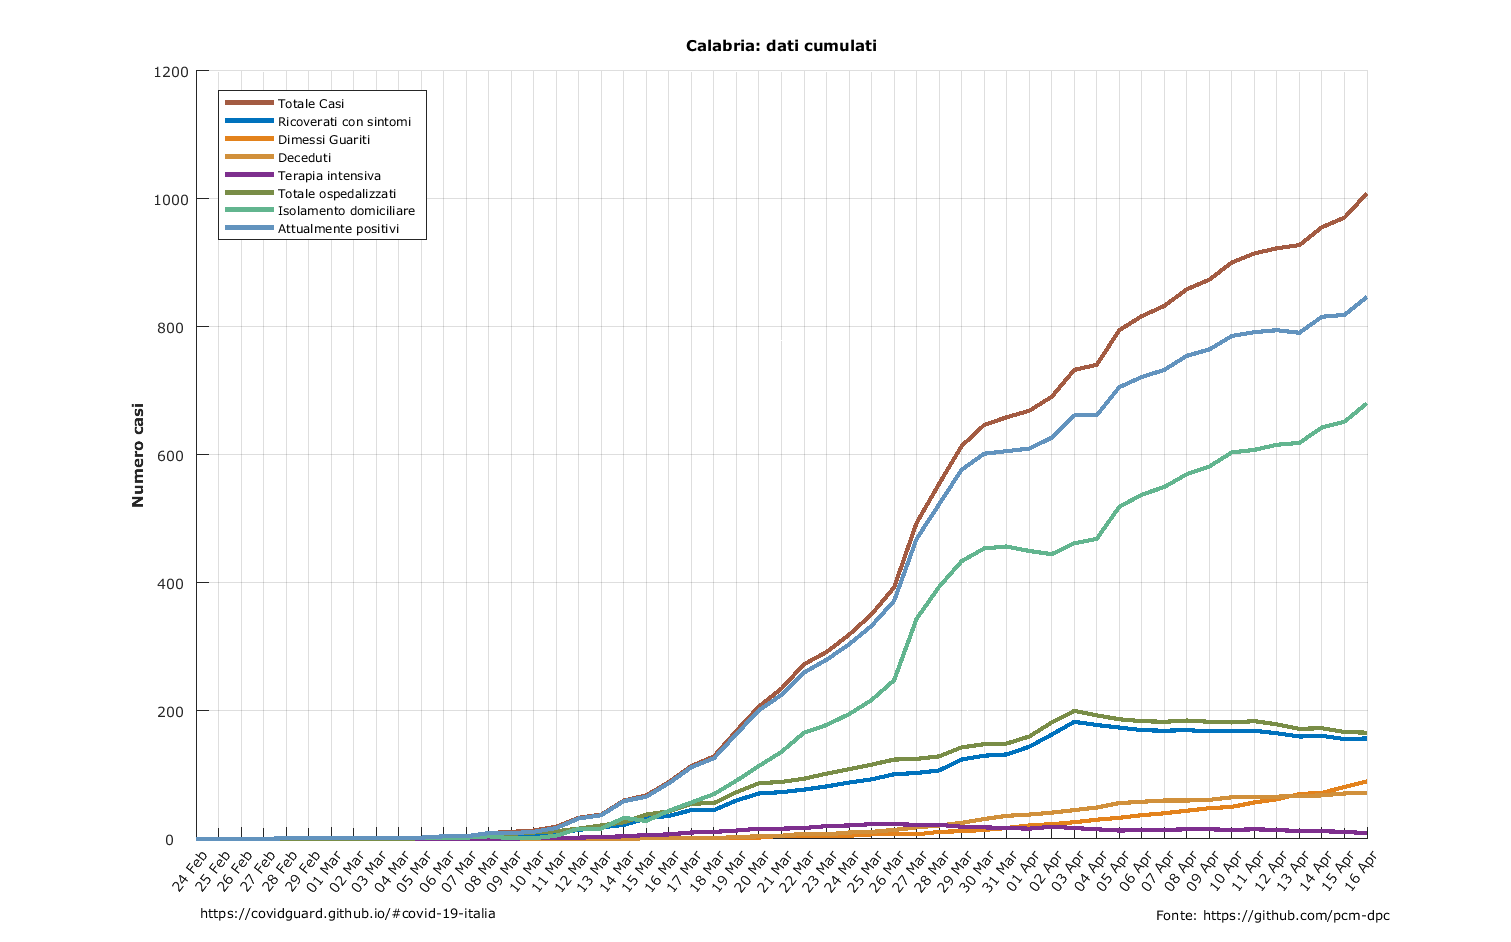 Calabria: dati cumulati
1200
1000
800
600
400
200
0
Numero casi
Totale Casi
Ricoverati con sintomi
Dimessi Guariti
Deceduti
Terapia intensiva
Totale ospedalizzati
Isolamento domiciliare
Attualmente positivi
24 Feb
25 Feb
26 Feb
27 Feb
28 Feb
29 Feb
01 Mar
02 Mar
03 Mar
04 Mar
05 Mar
06 Mar
07 Mar
08 Mar
09 Mar
10 Mar
11 Mar
12 Mar
13 Mar
14 Mar
15 Mar
16 Mar
17 Mar
18 Mar
19 Mar
20 Mar
21 Mar
22 Mar
23 Mar
24 Mar
25 Mar
26 Mar
27 Mar
28 Mar
29 Mar
30 Mar
31 Mar
01 Apr
02 Apr
03 Apr
04 Apr
05 Apr
06 Apr
07 Apr
08 Apr
09 Apr
10 Apr
11 Apr
12 Apr
13 Apr
14 Apr
15 Apr
16 Apr
https://covidguard.github.io/#covid-19-italia
Fonte: https://github.com/pcm-dpc